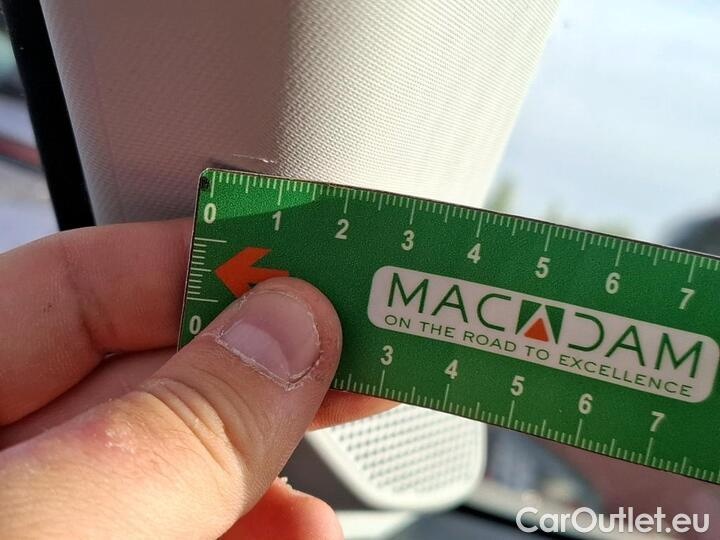 0 1 2 3 4 5 6 7
MACADAM
ON THE ROAD TO EXCELLENCE
0 3 4 5 6 7
CarOutlet.eu